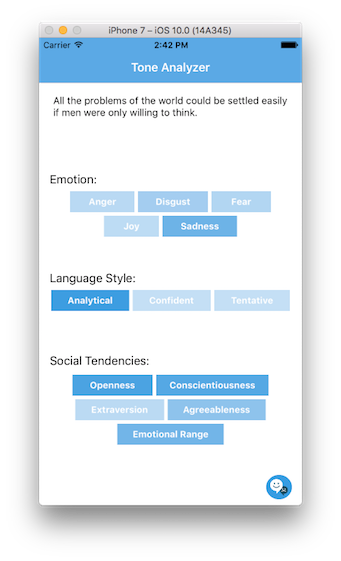 iPhone 7 – iOS 10.0 (14A345)
Carrier 2:42 PM
Tone Analyzer
All the problems of the world could be settled easily
if men were only willing to think.
Emotion:
Anger Disgust Fear
Joy Sadness
Language Style:
Analytical Confident Tentative
Social Tendencies:
Openness Conscientiousness
Extraversion Agreeableness
Emotional Range